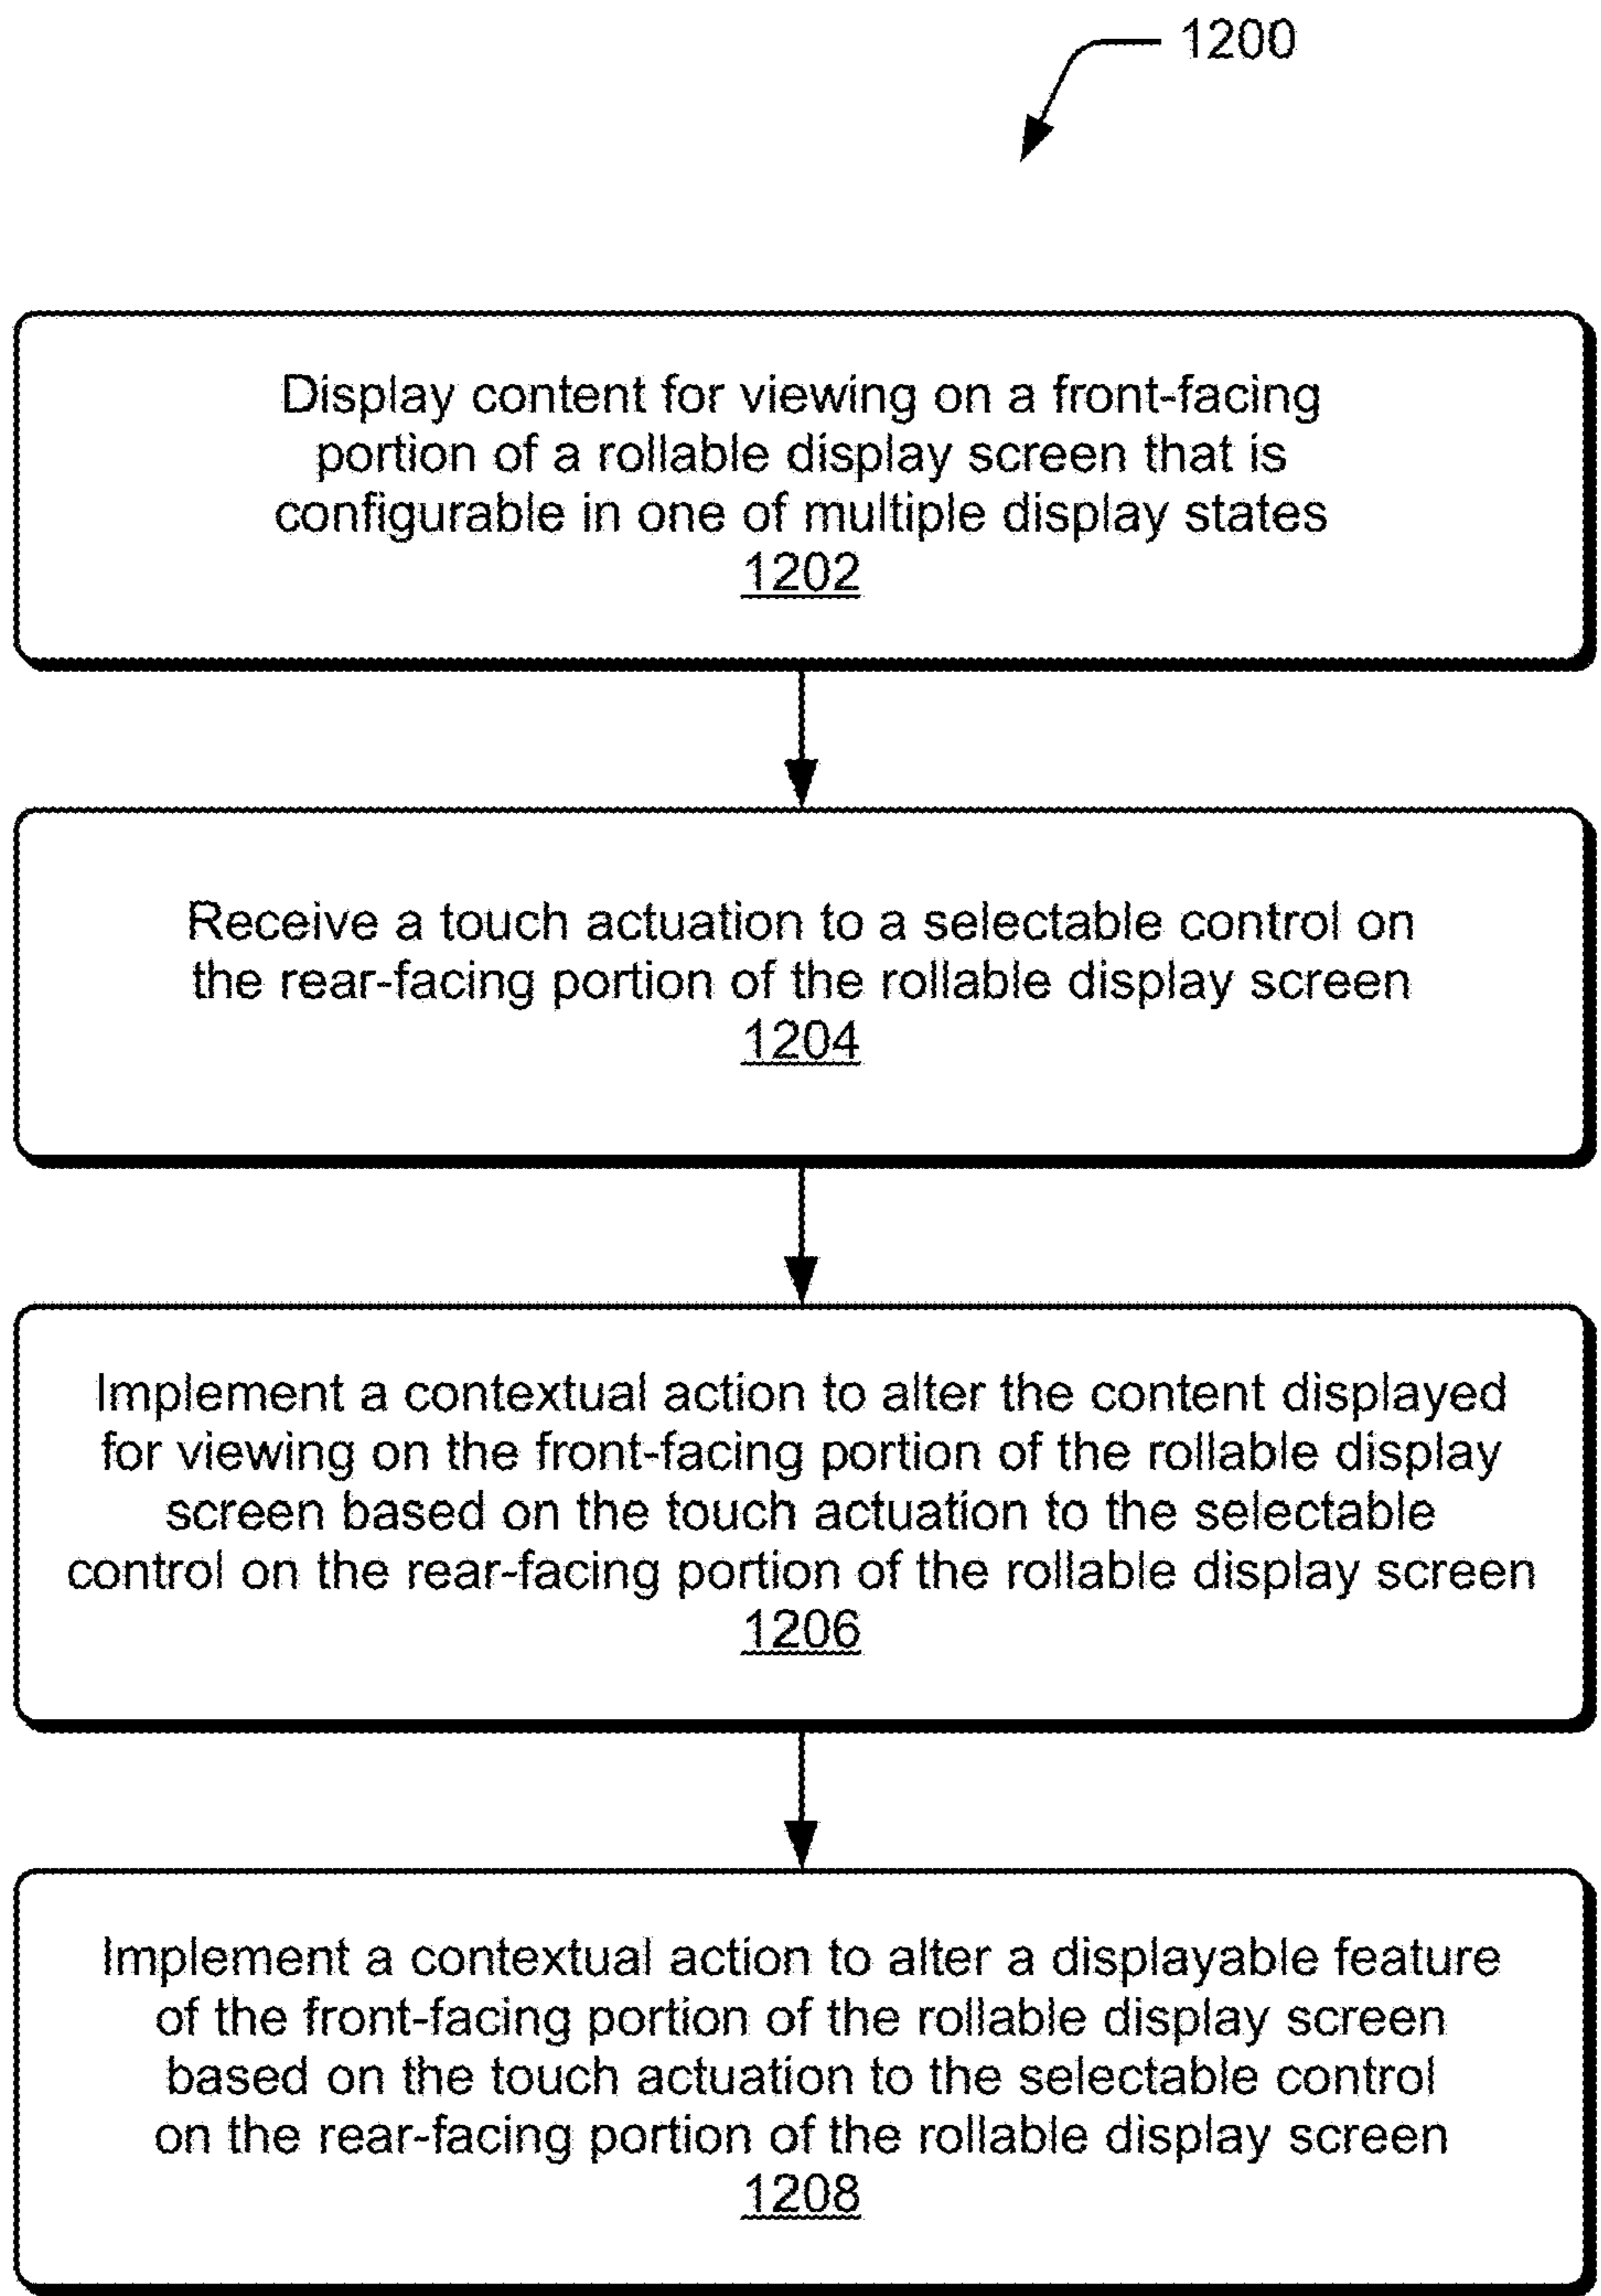 1200
Display content for viewing on a front-facing
portion of a rollable display screen that is
configurable in one of multiple display states
1202
Receive a touch actuation to a selectable control on
the rear-facing portion of the rollable display screen
1204
Implement a contextual action to alter the content displayed
for viewing on the front-facing portion of the rollable display
screen based on the touch actuation to the selectable
control on the rear-facing portion of the rollable display screen
1206
Implement a contextual action to alter a displayable feature
of the front-facing portion of the rollable display screen
based on the touch actuation to the selectable control
on the rear-facing portion of the rollable display screen
1208